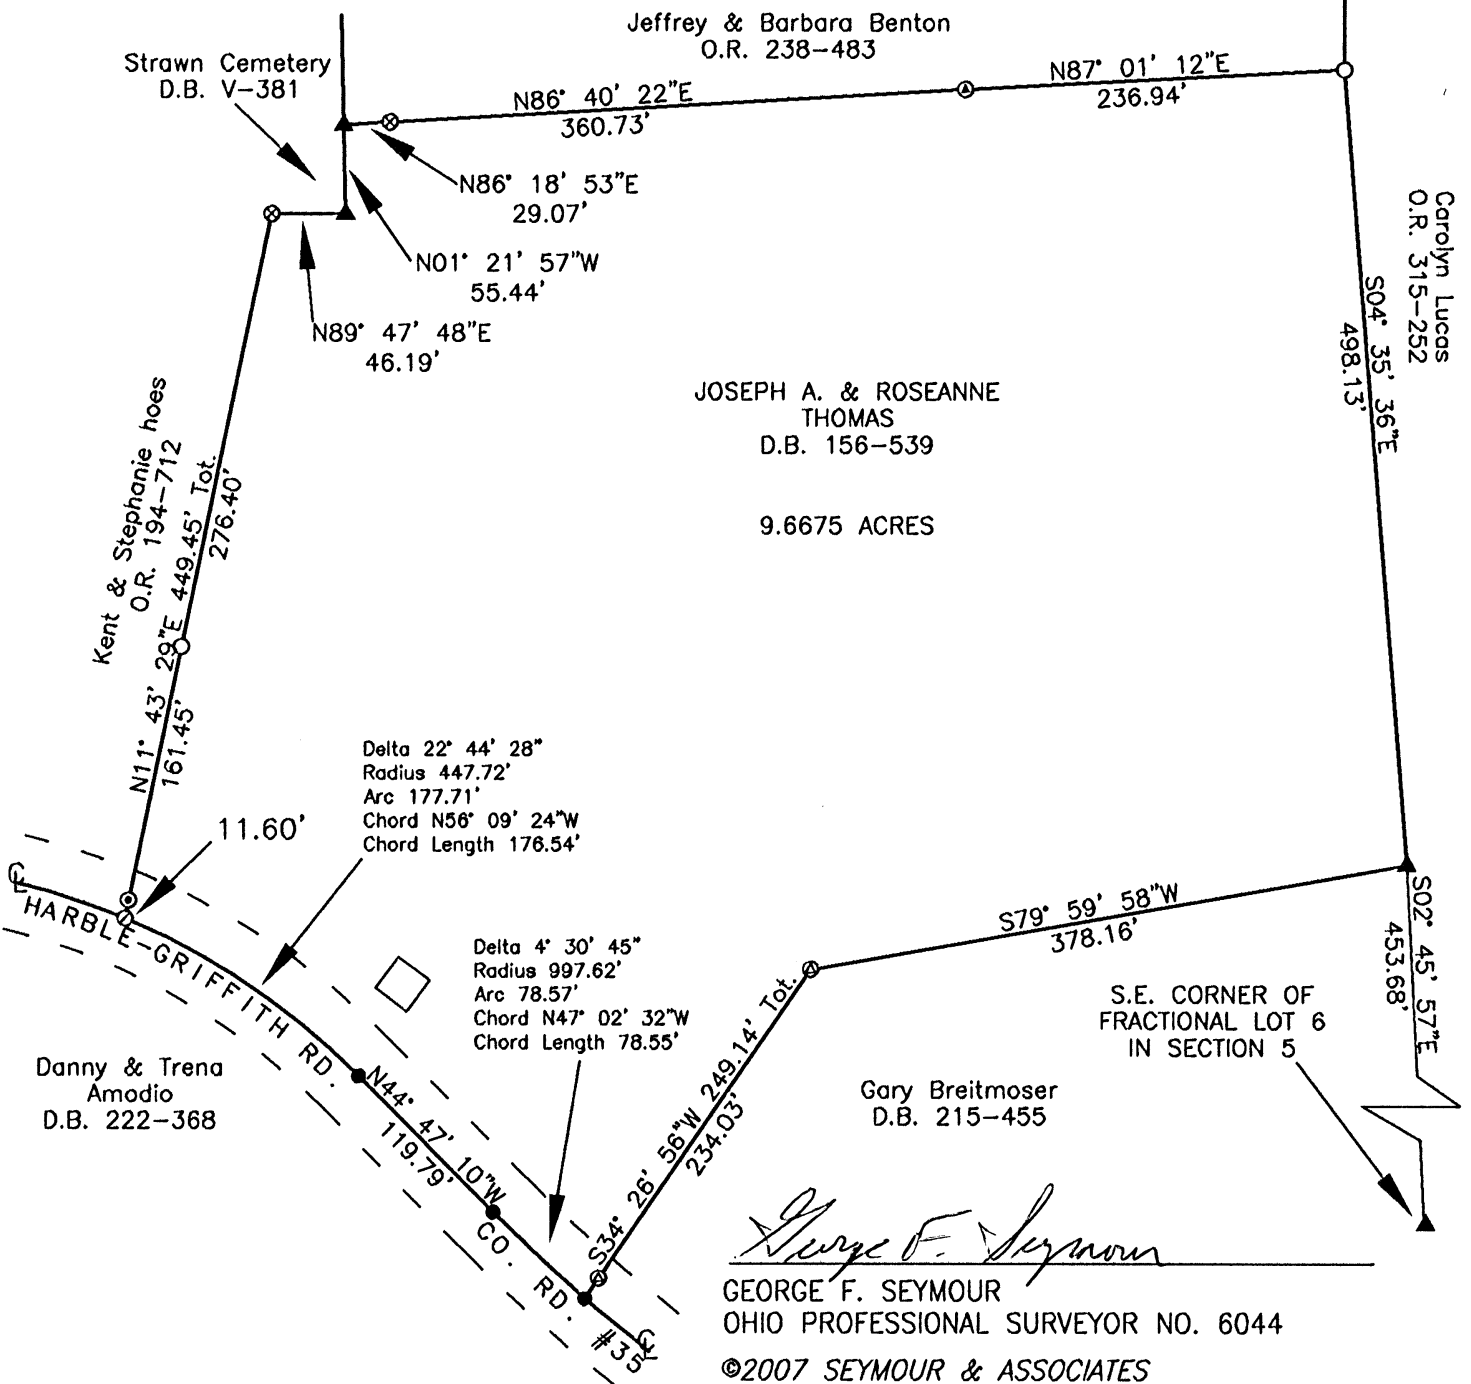 Jeffrey & Barbara Benton
O.R. 238-483
Strawn Cemetery
D.B. V-381
N86° 40' 22"E
360.73'
N87° 01' 12"E
236.94'
N86° 18' 53"E
29.07'
N01° 21' 57"W
55.44'
N89° 47' 48"E
46.19'
Carolyn Lucas
O.R. 315-252
S04° 35' 36"E
498.13'
JOSEPH A. & ROSEANNE
THOMAS
D.B. 156-539
9.6675 ACRES
Kent & Stephanie hoes
O.R. 194-712
N11° 43' 29"E 449.45' Tot.
276.40'
161.45'
11.60'
Delta 22° 44' 28"
Radius 447.72'
Arc 177.71'
Chord N56° 09' 24"W
Chord Length 176.54'
Delta 4° 30' 45"
Radius 997.62'
Arc 78.57'
Chord N47° 02' 32"W
Chord Length 78.55'
S79° 59' 58"W
378.16'
S02° 45' 57"E
453.68'
S.E. CORNER OF
FRACTIONAL LOT 6
IN SECTION 5
S34° 26' 56"W 249.14' Tot.
234.03'
Gary Breitmoser
D.B. 215-455
℄
HARBLE-GRIFFITH RD.
N44° 47' 10"W
119.79'
CO. RD. #35
℄
Danny & Trena
Amodio
D.B. 222-368
George F. Seymour
GEORGE F. SEYMOUR
OHIO PROFESSIONAL SURVEYOR NO. 6044
©2007 SEYMOUR & ASSOCIATES